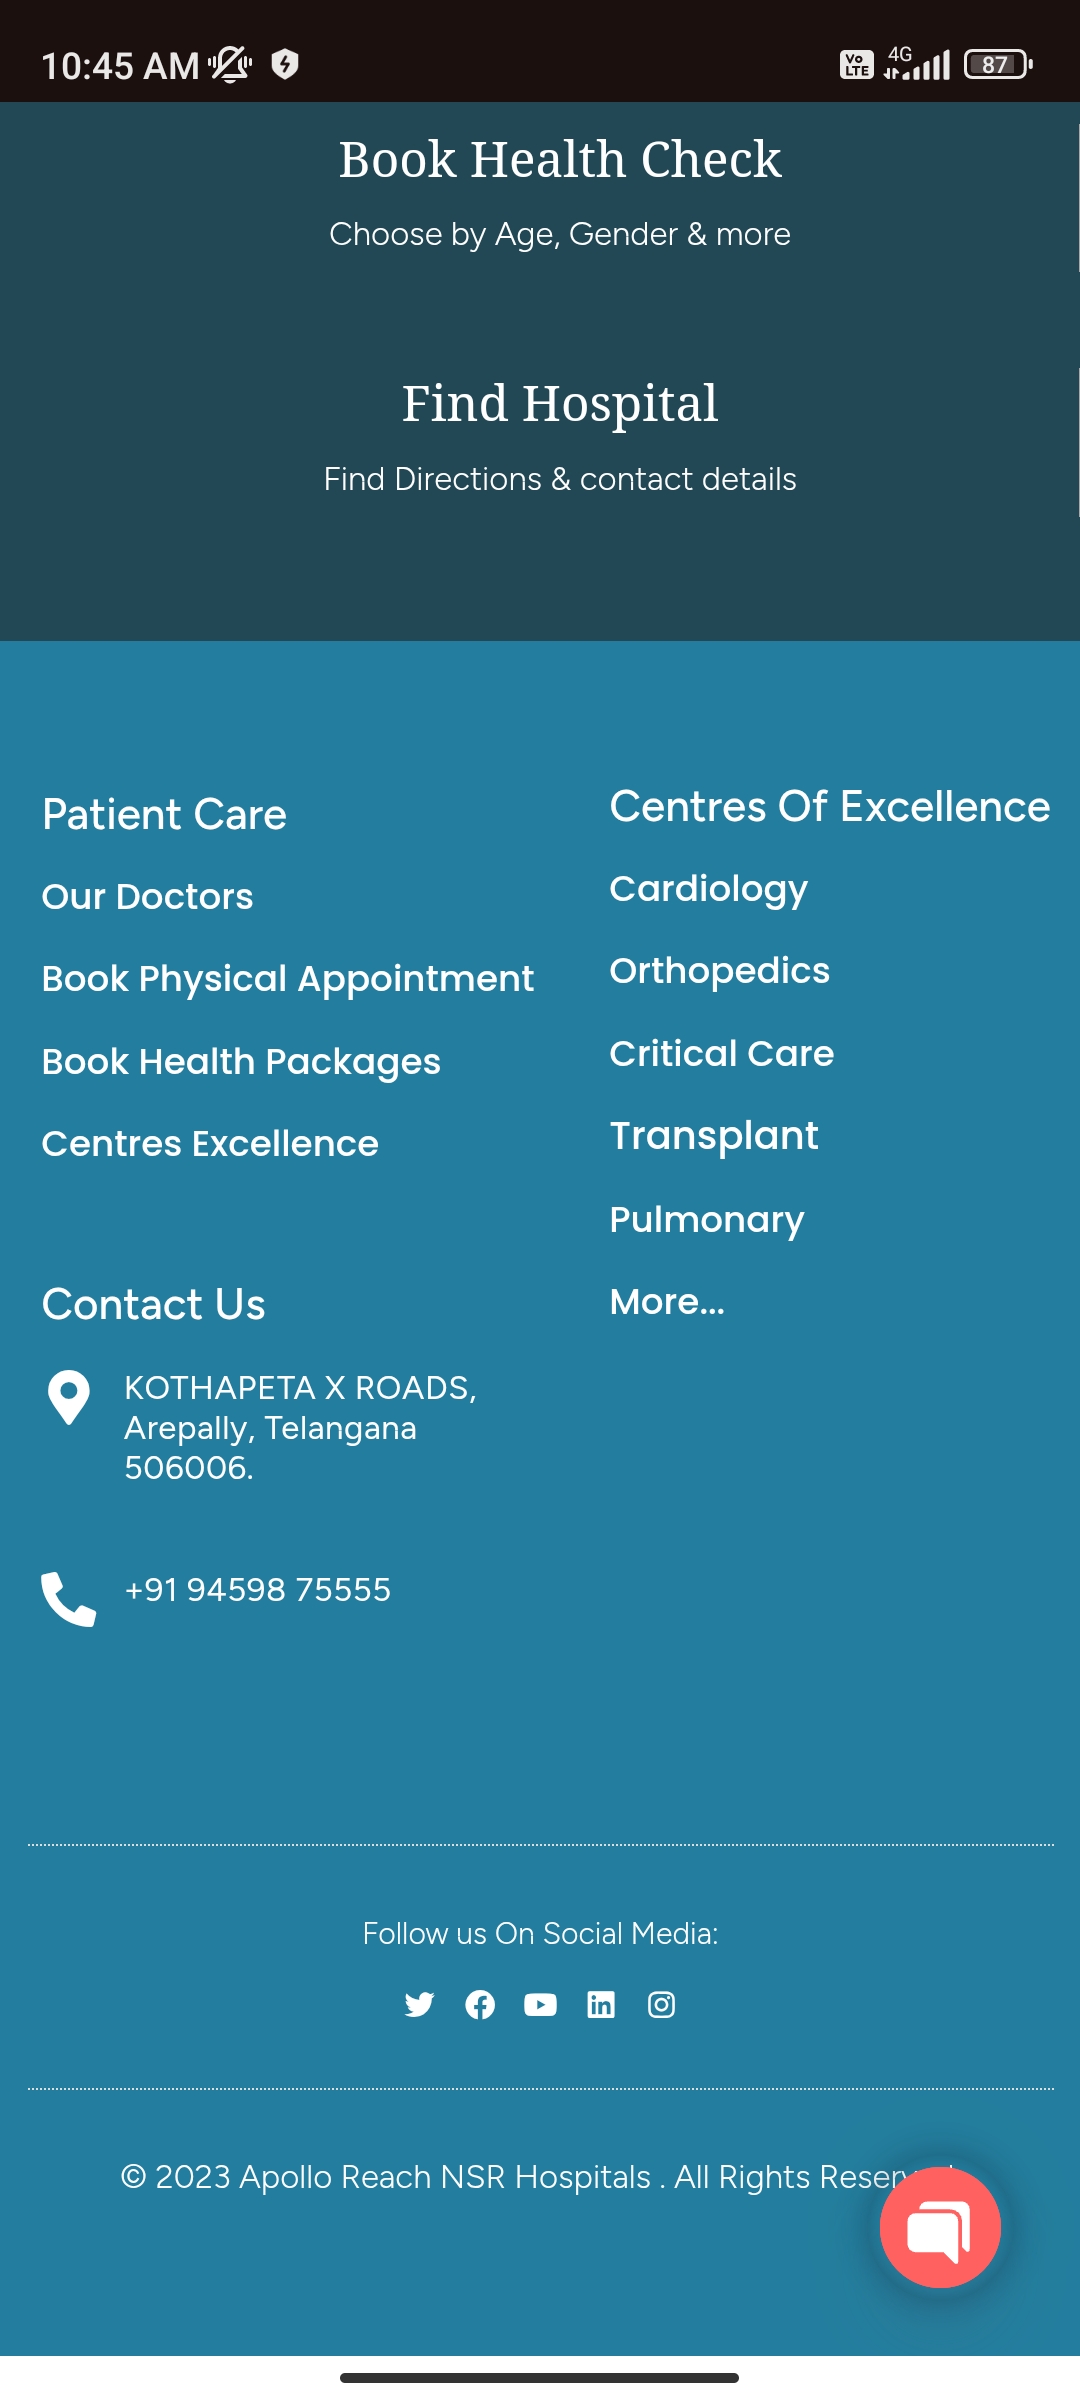 10:45 AM
Vo
LTE
4G
87
Book Health Check
Choose by Age, Gender & more
Find Hospital
Find Directions & contact details
Patient Care
Our Doctors
Book Physical Appointment
Book Health Packages
Centres Excellence
Centres Of Excellence
Cardiology
Orthopedics
Critical Care
Transplant
Pulmonary
More...
Contact Us
KOTHAPETA X ROADS,
Arepally, Telangana
506006.
+91 94598 75555
Follow us On Social Media:
© 2023 Apollo Reach NSR Hospitals . All Rights